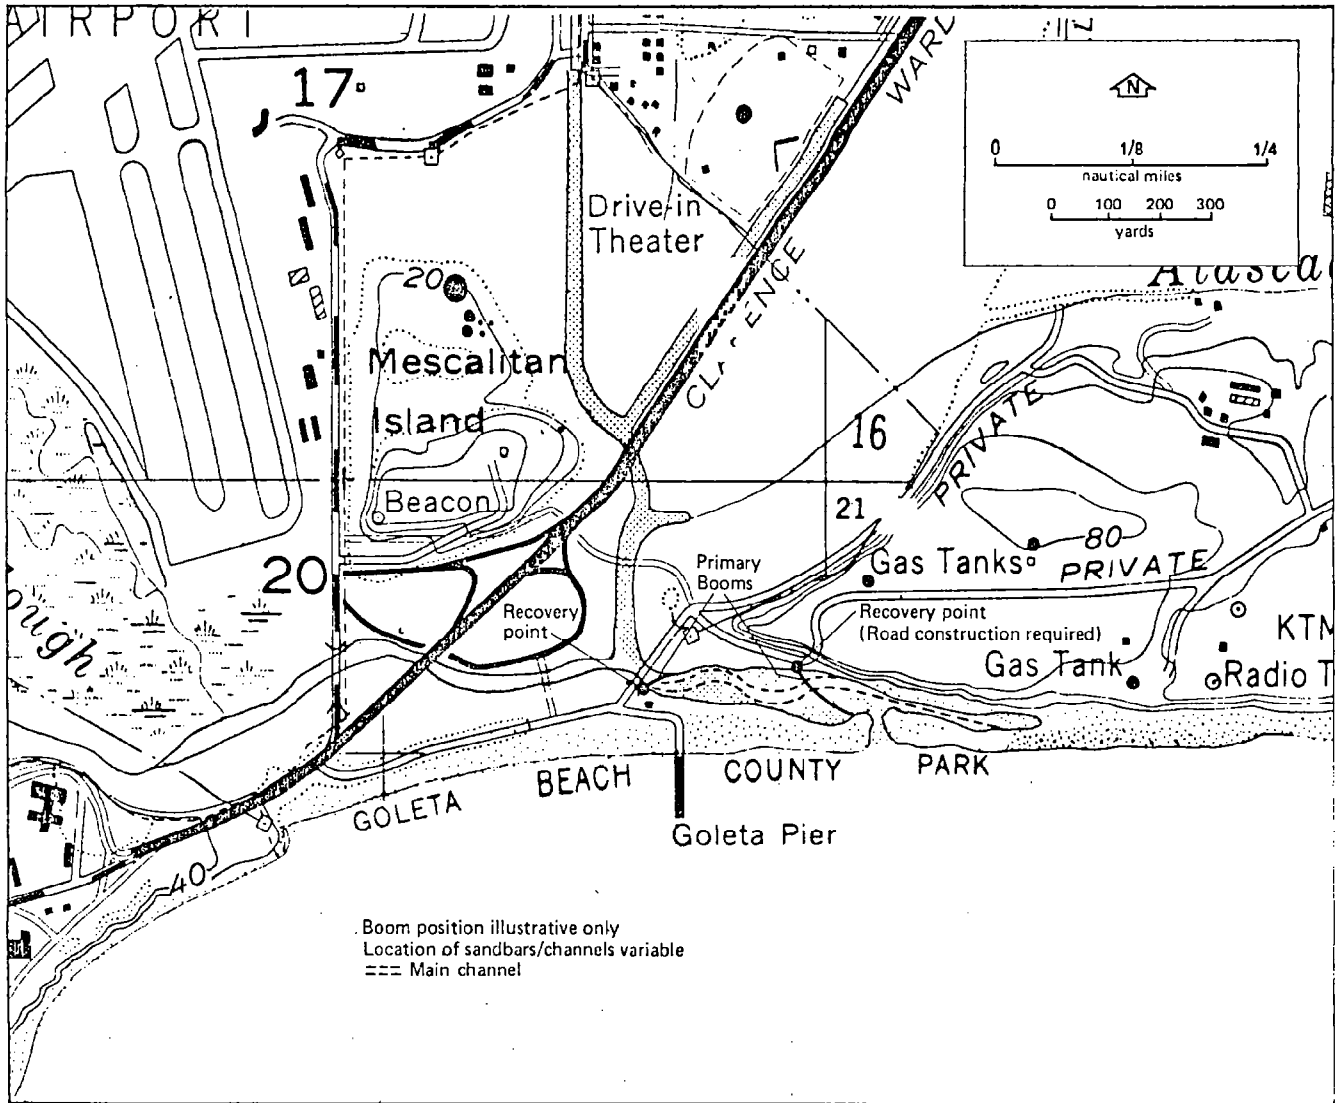 AIRPORT
17
WARD
N
0 1/8 1/4
nautical miles
0 100 200 300
yards
Drive-in
Theater
20
CLARENCE
Mescalitan
Island
16
PRIVATE
Beacon
21
80
Gas Tanks
PRIVATE
20
Primary
Booms
Recovery
point
Recovery point
(Road construction required)
KTM
Gas Tank
Radio T
ough
BEACH COUNTY PARK
GOLETA
Goleta Pier
40
Boom position illustrative only
Location of sandbars/channels variable
=== Main channel